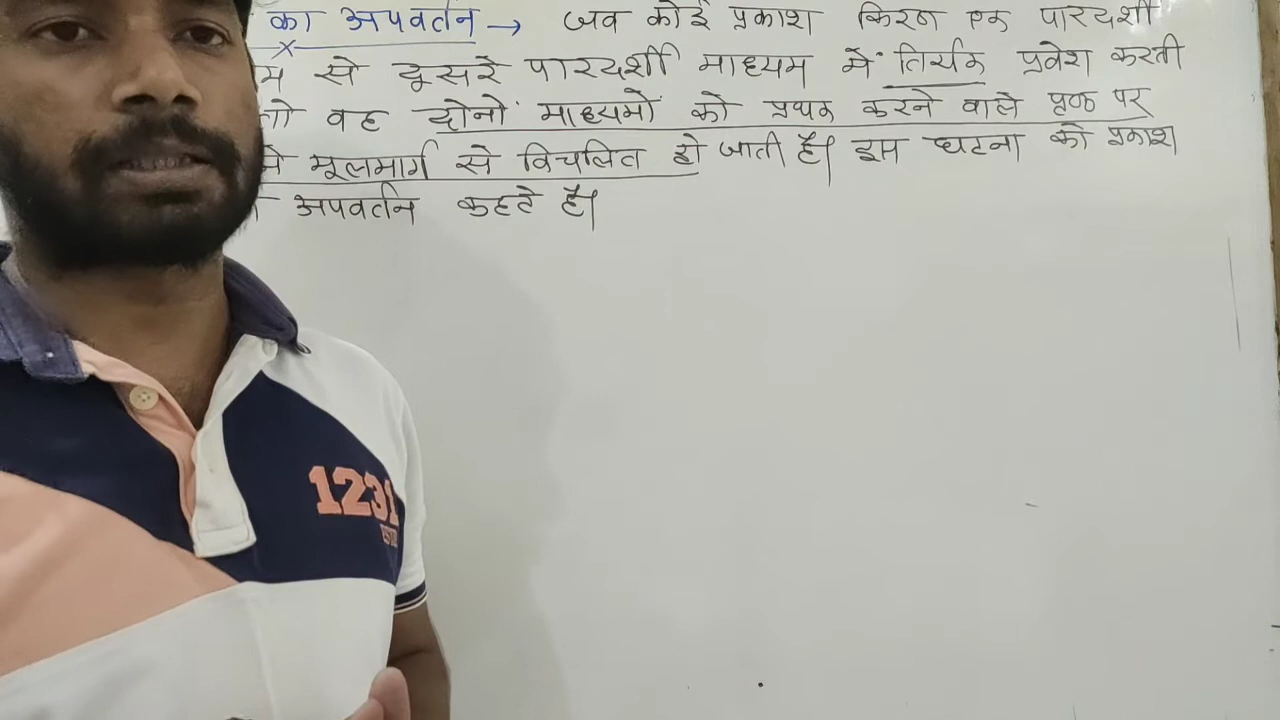 का अपवर्तन → जब कोई प्रकाश किरण एक पारदर्शी
से दूसरे पारदर्शी माध्यम में तिर्यक प्रवेश करती
वह दोनों माध्यमों को प्रथक करने वाले पृष्ठ पर
मूलमार्ग से विचलित हो जाती है। इस घटना को प्रकाश
अपवर्तन कहते है।
1231